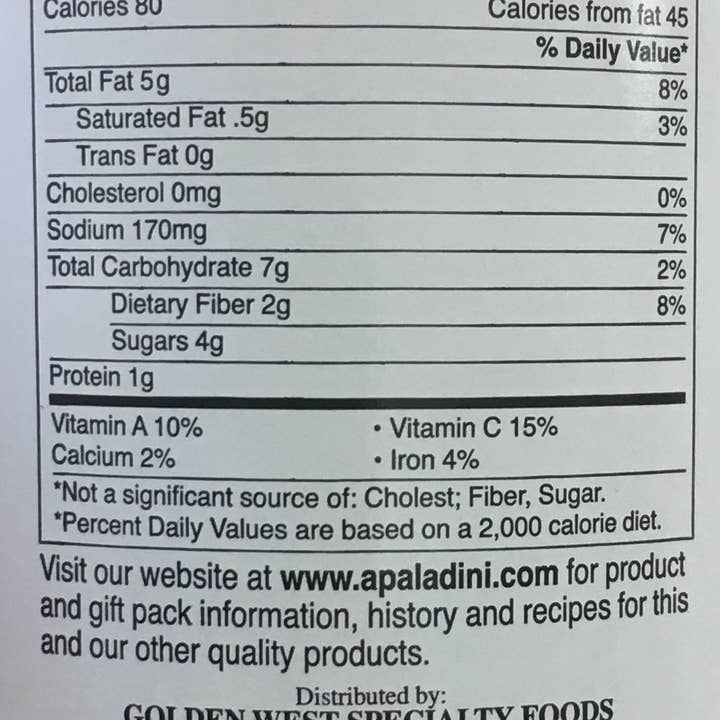 Calories 80 Calories from fat 45
% Daily Value*
Total Fat 5g 8%
Saturated Fat .5g 3%
Trans Fat 0g
Cholesterol 0mg 0%
Sodium 170mg 7%
Total Carbohydrate 7g 2%
Dietary Fiber 2g 8%
Sugars 4g
Protein 1g
Vitamin A 10% • Vitamin C 15%
Calcium 2% • Iron 4%
*Not a significant source of: Cholest; Fiber, Sugar.
*Percent Daily Values are based on a 2,000 calorie diet.
Visit our website at www.apaladini.com for product
and gift pack information, history and recipes for this
and our other quality products.
Distributed by:
GOLDEN WEST SPECIALTY FOODS